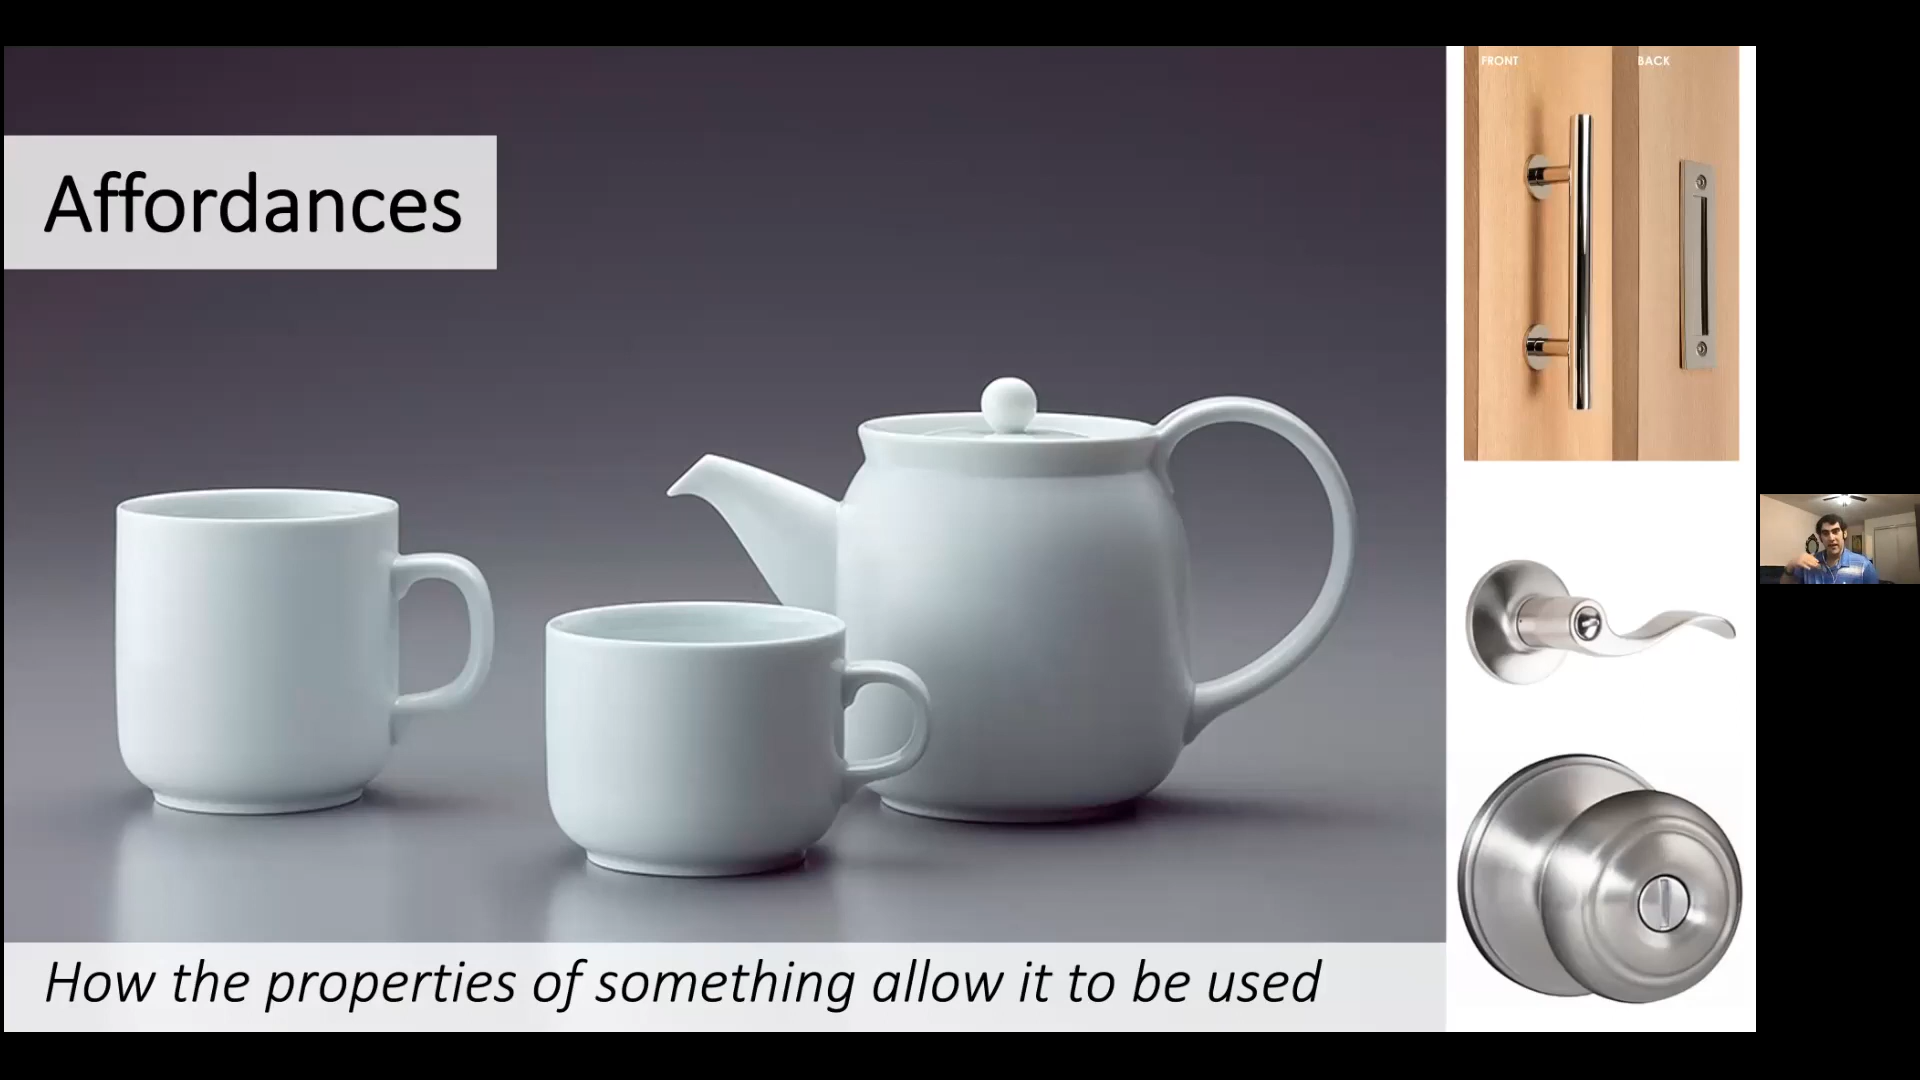 Affordances
How the properties of something allow it to be used
FRONT
BACK